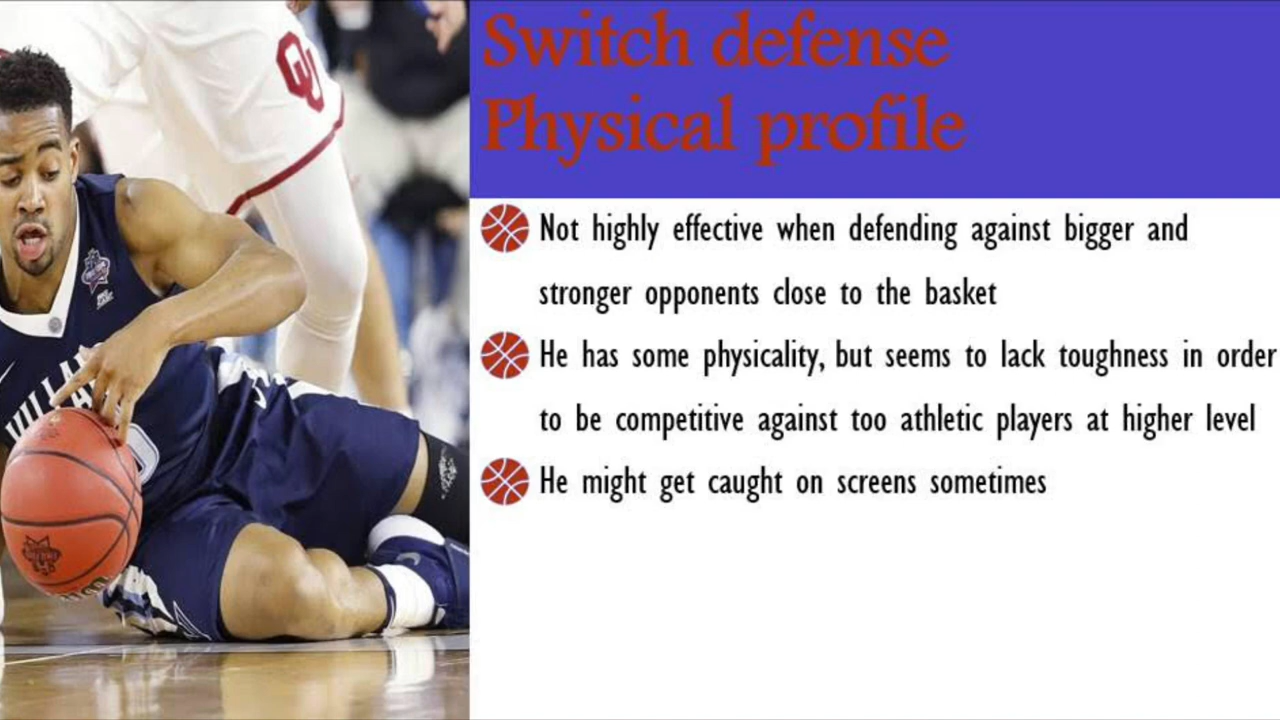 Switch defense
Physical profile
Not highly effective when defending against bigger and
stronger opponents close to the basket
He has some physicality, but seems to lack toughness in order
to be competitive against too athletic players at higher level
He might get caught on screens sometimes
OU